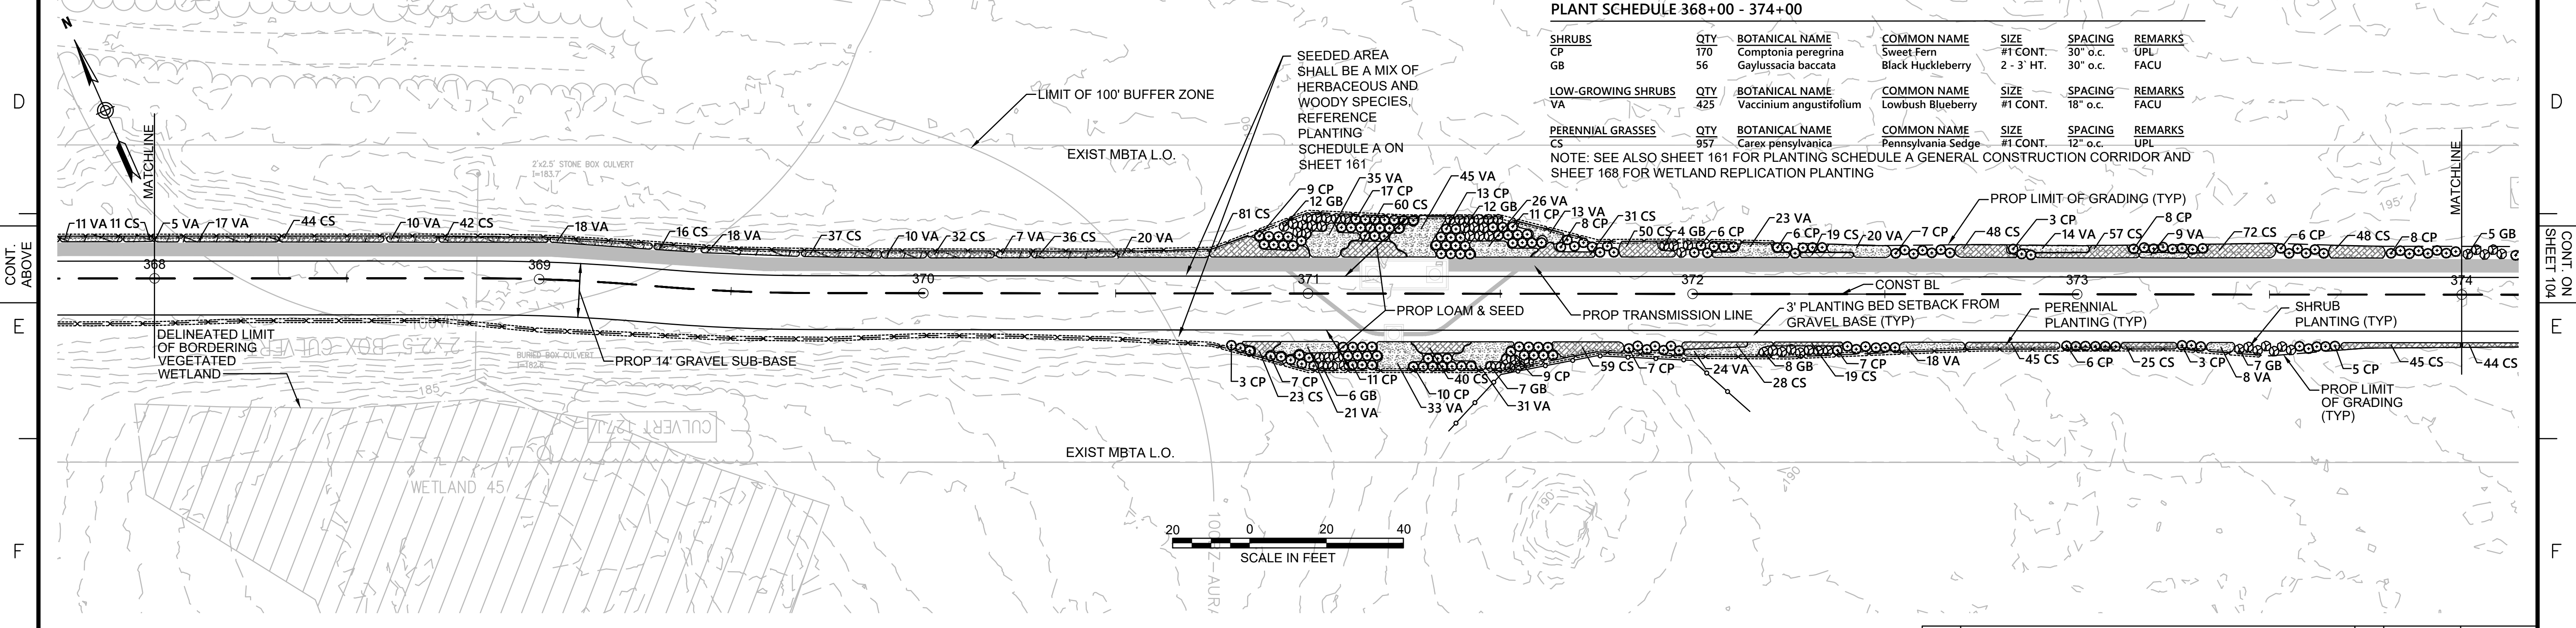 PLANT SCHEDULE 368+00 - 374+00
SHRUBS QTY BOTANICAL NAME COMMON NAME SIZE SPACING REMARKS
CP 170 Comptonia peregrina Sweet Fern #1 CONT. 30" o.c. UPL
GB 56 Gaylussacia baccata Black Huckleberry 2 - 3` HT. 30" o.c. FACU
LOW-GROWING SHRUBS QTY BOTANICAL NAME COMMON NAME SIZE SPACING REMARKS
VA 425 Vaccinium angustifolium Lowbush Blueberry #1 CONT. 18" o.c. FACU
PERENNIAL GRASSES QTY BOTANICAL NAME COMMON NAME SIZE SPACING REMARKS
CS 957 Carex pensylvanica Pennsylvania Sedge #1 CONT. 12" o.c. UPL
NOTE: SEE ALSO SHEET 161 FOR PLANTING SCHEDULE A GENERAL CONSTRUCTION CORRIDOR AND
SHEET 168 FOR WETLAND REPLICATION PLANTING
N
D
D
E
E
F
F
CONT.
ABOVE
CONT. ON
SHEET 104
MATCHLINE
MATCHLINE
LIMIT OF 100' BUFFER ZONE
EXIST MBTA L.O.
SEEDED AREA
SHALL BE A MIX OF
HERBACEOUS AND
WOODY SPECIES,
REFERENCE
PLANTING
SCHEDULE A ON
SHEET 161
2'x2.5' STONE BOX CULVERT
I=183.7'
11 VA
11 CS
5 VA
17 VA
44 CS
10 VA
42 CS
18 VA
16 CS
18 VA
37 CS
10 VA
32 CS
7 VA
36 CS
20 VA
81 CS
9 CP
12 GB
35 VA
17 CP
60 CS
45 VA
13 CP
12 GB
26 VA
11 CP
13 VA
8 CP
31 CS
50 CS
4 GB
6 CP
23 VA
6 CP
19 CS
20 VA
7 CP
48 CS
PROP LIMIT OF GRADING (TYP)
3 CP
14 VA
57 CS
8 CP
9 VA
72 CS
6 CP
48 CS
8 CP
5 GB
195
368
369
370
371
372
373
374
CONST BL
PROP LOAM & SEED
PROP TRANSMISSION LINE
3' PLANTING BED SETBACK FROM
GRAVEL BASE (TYP)
PERENNIAL
PLANTING (TYP)
SHRUB
PLANTING (TYP)
DELINEATED LIMIT
OF BORDERING
VEGETATED
WETLAND
2'x2.5' BOX CULVERT
BURIED BOX CULVERT
PROP 14' GRAVEL SUB-BASE
185
3 CP
7 CP
23 CS
11 CP
6 GB
21 VA
40 CS
10 CP
33 VA
9 CP
7 GB
31 VA
59 CS
7 CP
24 VA
28 CS
8 GB
7 CP
19 CS
18 VA
45 CS
6 CP
25 CS
3 CP
7 GB
8 VA
5 CP
45 CS
44 CS
PROP LIMIT
OF GRADING
(TYP)
EXIST MBTA L.O.
WETLAND 45
190
190
20 0 20 40
SCALE IN FEET